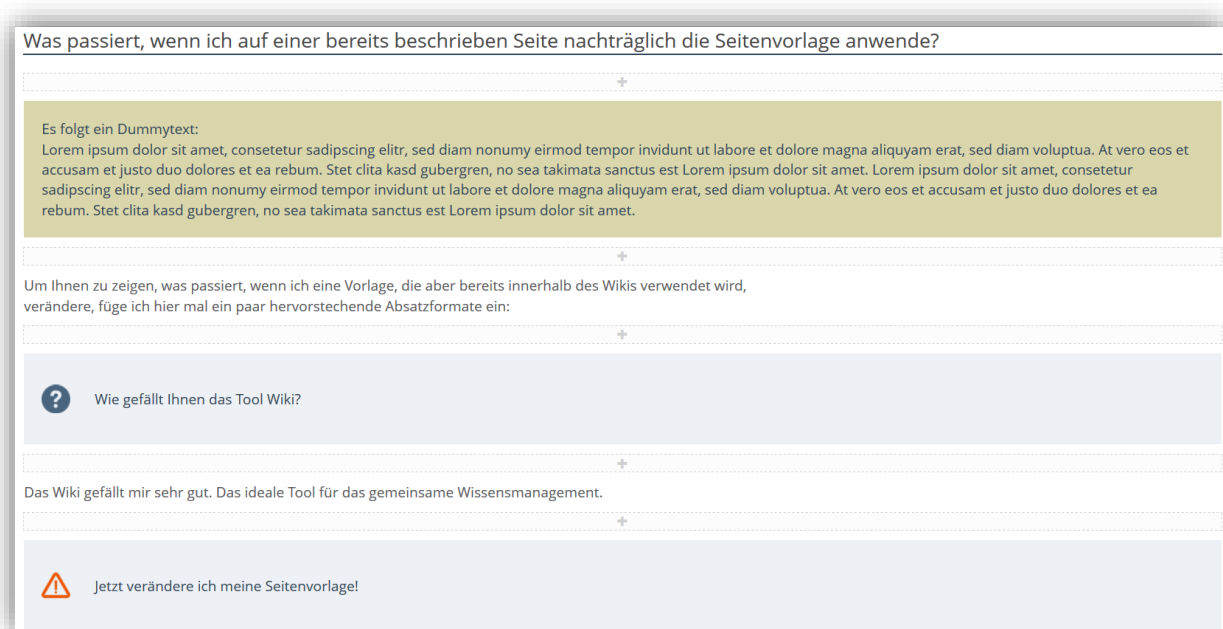 Was passiert, wenn ich auf einer bereits beschrieben Seite nachträglich die Seitenvorlage anwende?
Es folgt ein Dummytext:
Lorem ipsum dolor sit amet, consetetur sadipscing elitr, sed diam nonumy eirmod tempor invidunt ut labore et dolore magna aliquyam erat, sed diam voluptua. At vero eos et
accusam et justo duo dolores et ea rebum. Stet clita kasd gubergren, no sea takimata sanctus est Lorem ipsum dolor sit amet. Lorem ipsum dolor sit amet, consetetur
sadipscing elitr, sed diam nonumy eirmod tempor invidunt ut labore et dolore magna aliquyam erat, sed diam voluptua. At vero eos et accusam et justo duo dolores et ea
rebum. Stet clita kasd gubergren, no sea takimata sanctus est Lorem ipsum dolor sit amet.
Um Ihnen zu zeigen, was passiert, wenn ich eine Vorlage, die aber bereits innerhalb des Wikis verwendet wird,
verändere, füge ich hier mal ein paar hervorstechende Absatzformate ein:
Wie gefällt Ihnen das Tool Wiki?
Das Wiki gefällt mir sehr gut. Das ideale Tool für das gemeinsame Wissensmanagement.
Jetzt verändere ich meine Seitenvorlage!